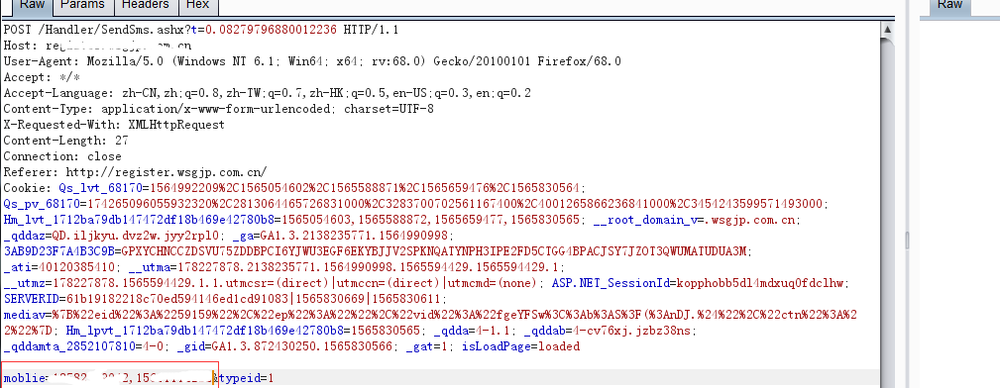 Raw Params Headers Hex Raw
POST /Handler/SendSms.ashx?t=0.08279796880012236 HTTP/1.1
Host:
User-Agent: Mozilla/5.0 (Windows NT 6.1; Win64; x64; rv:68.0) Gecko/20100101 Firefox/68.0
Accept: */*
Accept-Language: zh-CN,zh;q=0.8,zh-TW;q=0.7,zh-HK;q=0.5,en-US;q=0.3,en;q=0.2
Content-Type: application/x-www-form-urlencoded; charset=UTF-8
X-Requested-With: XMLHttpRequest
Content-Length: 27
Connection: close
Referer: http://register.wsgjp.com.cn/
Cookie: Qs_lvt_68170=1564992209%2C1565054602%2C1565588871%2C1565659476%2C1565830564;
Qs_pv_68170=174265096055932320%2C2813064465726831000%2C3283700702561167400%2C4001265866236841000%2C3454243599571493000;
Hm_lvt_1712ba79db147472df18b469e42780b8=1565054603,1565588872,1565659477,1565830565; __root_domain_v=.wsgjp.com.cn;
_qddaz=QD.iljkyu.dvz2w.jyy2rpl0; _ga=GA1.3.2138235771.1564990998;
3AB9D23F7A4B3C9B=GPXYCHNCCZDSVU75ZDDBPCI6YJWU3EGF6EKYBJJV2SPKNQATYNPH3IPE2FD5CTGG4BPACJSY7JZOT3QWUMATUDUA3M;
_ati=40120385410; __utma=178227878.2138235771.1564990998.1565594429.1565594429.1;
__utmz=178227878.1565594429.1.1.utmcsr=(direct)|utmccn=(direct)|utmcmd=(none); ASP.NET_SessionId=kopphobb5dl4mdxuq0fdclhw;
SERVERID=61b19182218c70ed594146ed1cd91083|1565830669|1565830611;
mediav=%7B%22eid%22%3A%2259159%22%2C%22ep%22%3A%22%22%2C%22vid%22%3A%22fgeYFSw%3C%3Ab%3AS%3F(%3AnDJ.%24%22%2C%22ctn%22%3A%2
2%22%7D; Hm_lpvt_1712ba79db147472df18b469e42780b8=1565830565; _qdda=4-1.1; _qddab=4-cv76xj.jzbz38ns;
_qddamta_2852107810=4-0; _gid=GA1.3.872430250.1565830566; _gat=1; isLoadPage=loaded
moblie= &typeid=1